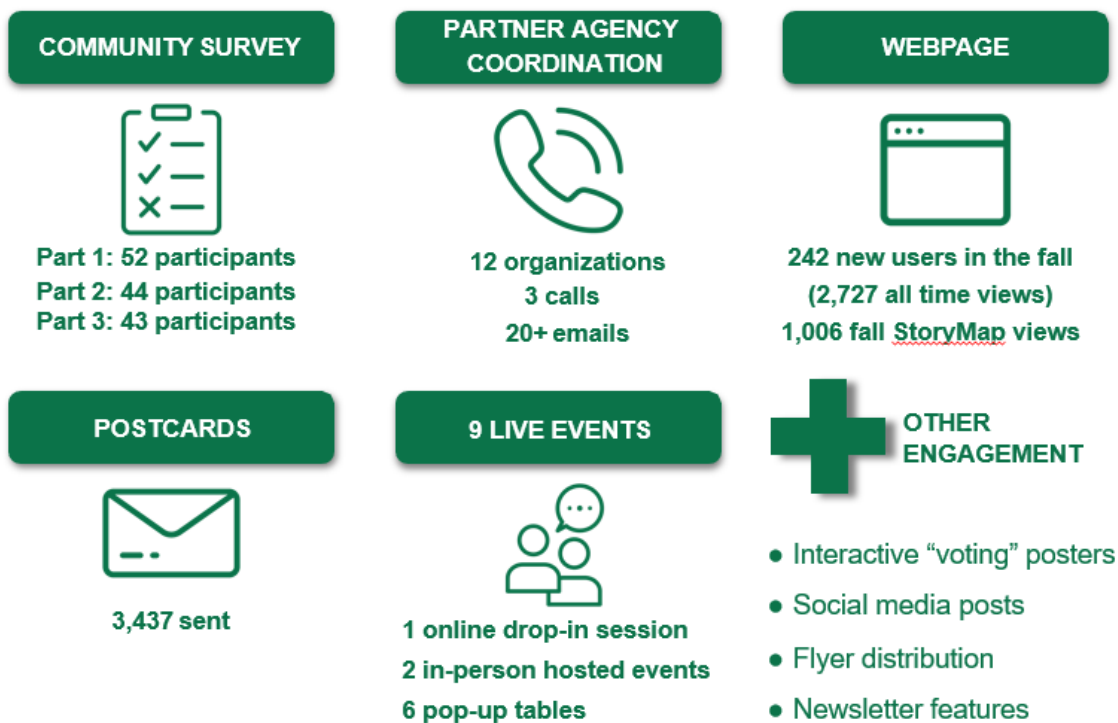 COMMUNITY SURVEY
Part 1: 52 participants
Part 2: 44 participants
Part 3: 43 participants
PARTNER AGENCY
COORDINATION
12 organizations
3 calls
20+ emails
WEBPAGE
242 new users in the fall
(2,727 all time views)
1,006 fall StoryMap views
POSTCARDS
3,437 sent
9 LIVE EVENTS
1 online drop-in session
2 in-person hosted events
6 pop-up tables
OTHER
ENGAGEMENT
● Interactive “voting” posters
● Social media posts
● Flyer distribution
● Newsletter features